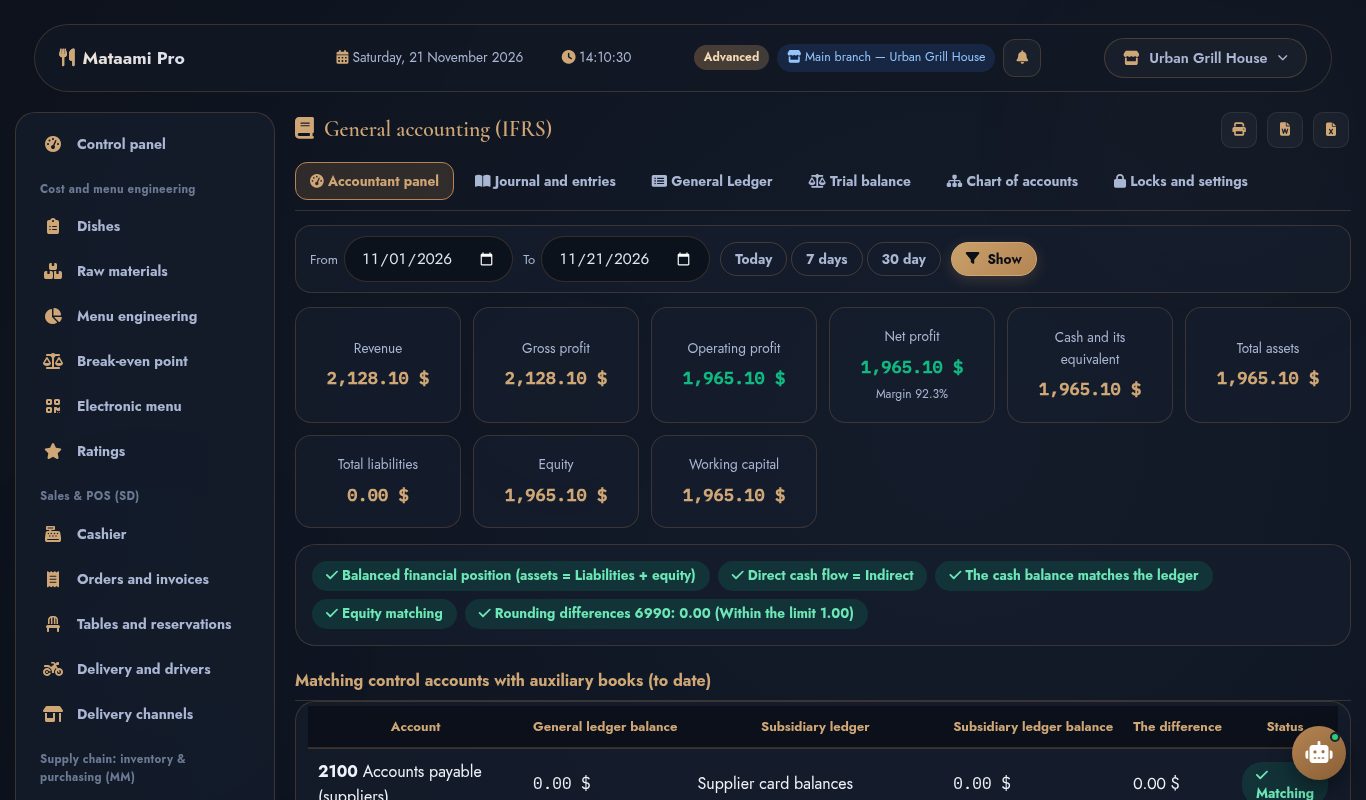 Mataami Pro
Saturday, 21 November 2026
14:10:30
Advanced
Main branch — Urban Grill House
Urban Grill House
Control panel
Cost and menu engineering
Dishes
Raw materials
Menu engineering
Break-even point
Electronic menu
Ratings
Sales & POS (SD)
Cashier
Orders and invoices
Tables and reservations
Delivery and drivers
Delivery channels
Supply chain: inventory &
purchasing (MM)
General accounting (IFRS)
Accountant panel
Journal and entries
General Ledger
Trial balance
Chart of accounts
Locks and settings
From 11/01/2026 To 11/21/2026 Today 7 days 30 day Show
Revenue
2,128.10 $
Gross profit
2,128.10 $
Operating profit
1,965.10 $
Net profit
1,965.10 $
Margin 92.3%
Cash and its
equivalent
1,965.10 $
Total assets
1,965.10 $
Total liabilities
0.00 $
Equity
1,965.10 $
Working capital
1,965.10 $
Balanced financial position (assets = Liabilities + equity)
Direct cash flow = Indirect
The cash balance matches the ledger
Equity matching
Rounding differences 6990: 0.00 (Within the limit 1.00)
Matching control accounts with auxiliary books (to date)
Account General ledger balance Subsidiary ledger Subsidiary ledger balance The difference Status
2100 Accounts payable
(suppliers)
0.00 $
Supplier card balances
0.00 $
0.00 $
Matching